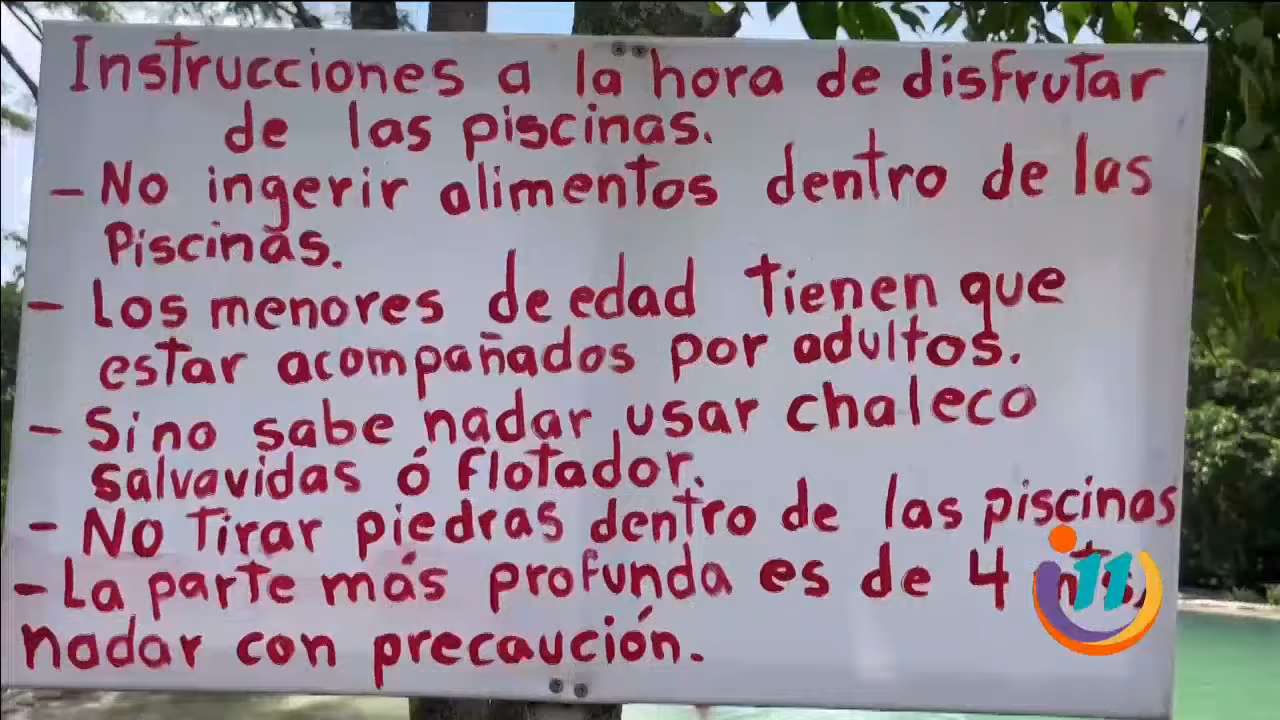 Instrucciones a la hora de disfrutar
de las piscinas.
- No ingerir alimentos dentro de las
Piscinas.
- Los menores de edad tienen que
estar acompañados por adultos.
- Si no sabe nadar, usar chaleco
salvavidas ó flotador.
- No tirar piedras dentro de las piscinas
- La parte más profunda es de 4
nadar con precaución.
11